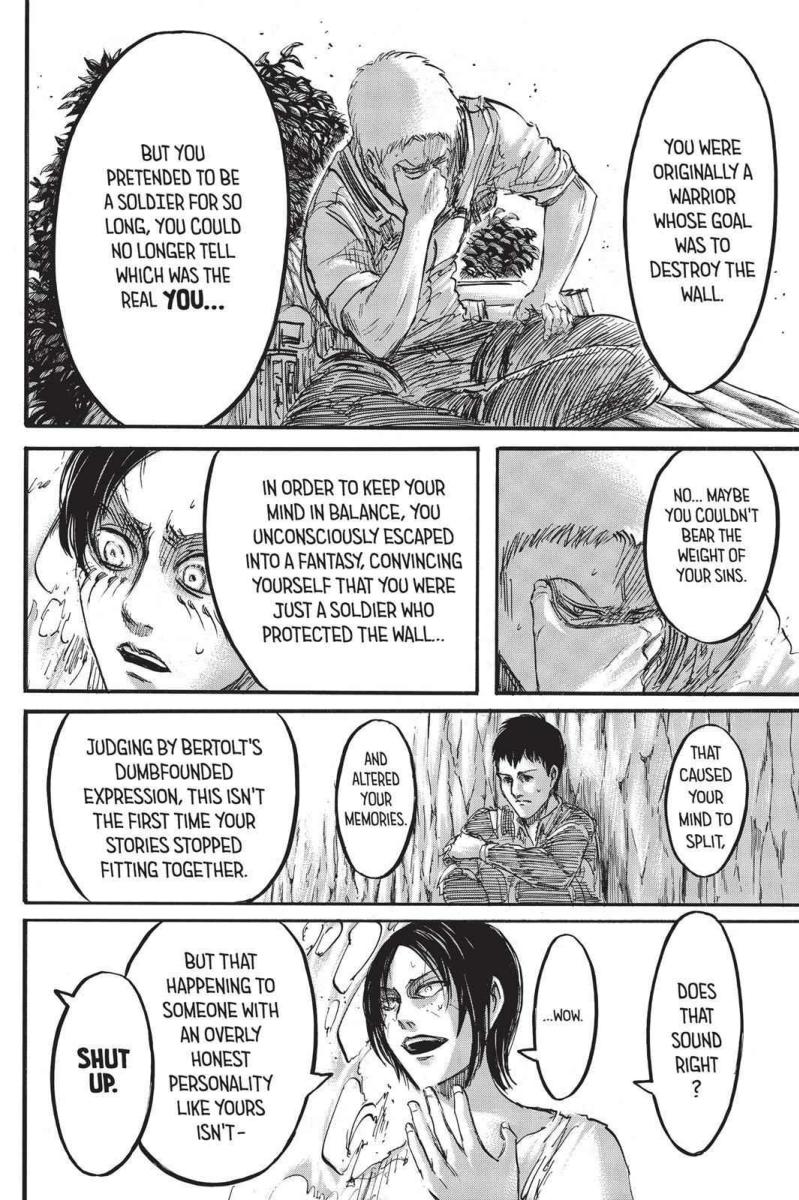 YOU WERE
ORIGINALLY A
WARRIOR
WHOSE GOAL
WAS TO
DESTROY THE
WALL.
BUT YOU
PRETENDED TO BE
A SOLDIER FOR SO
LONG, YOU COULD
NO LONGER TELL
WHICH WAS THE
REAL YOU...
NO... MAYBE
YOU COULDN'T
BEAR THE
WEIGHT OF
YOUR SINS.
IN ORDER TO KEEP YOUR
MIND IN BALANCE, YOU
UNCONSCIOUSLY ESCAPED
INTO A FANTASY, CONVINCING
YOURSELF THAT YOU WERE
JUST A SOLDIER WHO
PROTECTED THE WALL...
THAT
CAUSED
YOUR
MIND TO
SPLIT,
AND
ALTERED
YOUR
MEMORIES.
JUDGING BY BERTOLT'S
DUMBFOUNDED
EXPRESSION, THIS ISN'T
THE FIRST TIME YOUR
STORIES STOPPED
FITTING TOGETHER.
DOES
THAT
SOUND
RIGHT
?
...WOW.
BUT THAT
HAPPENING TO
SOMEONE WITH
AN OVERLY
HONEST
PERSONALITY
LIKE YOURS
ISN'T-
SHUT
UP.